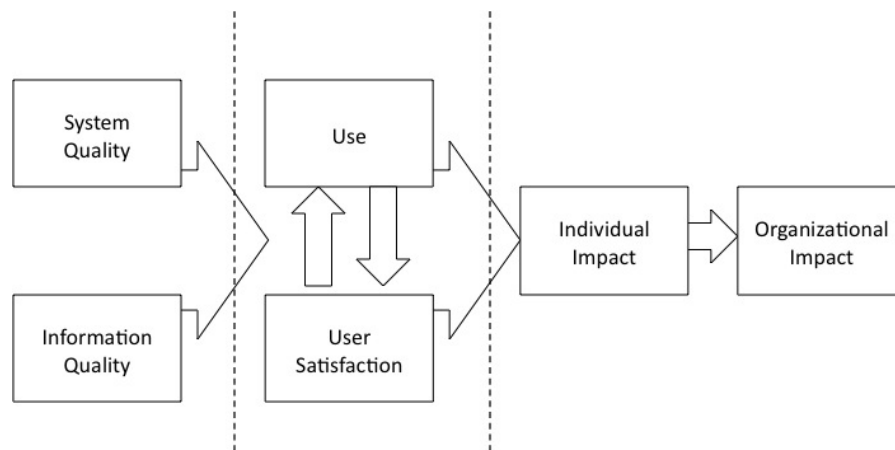 System
Quality
Use
Individual
Impact
Organizational
Impact
Information
Quality
User
Satisfaction